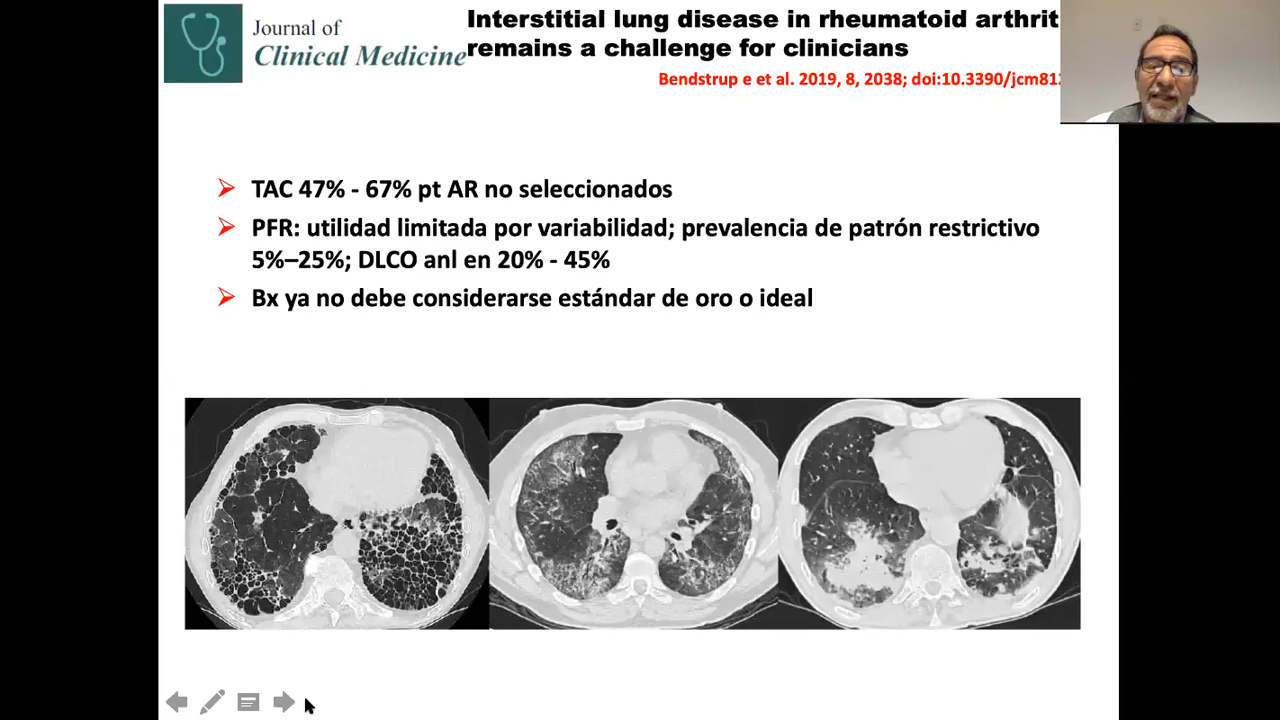 Journal of
Clinical Medicine
Interstitial lung disease in rheumatoid arthrit
remains a challenge for clinicians
Bendstrup e et al. 2019, 8, 2038; doi:10.3390/jcm81
TAC 47% - 67% pt AR no seleccionados
PFR: utilidad limitada por variabilidad; prevalencia de patrón restrictivo
5%–25%; DLCO anl en 20% - 45%
Bx ya no debe considerarse estándar de oro o ideal